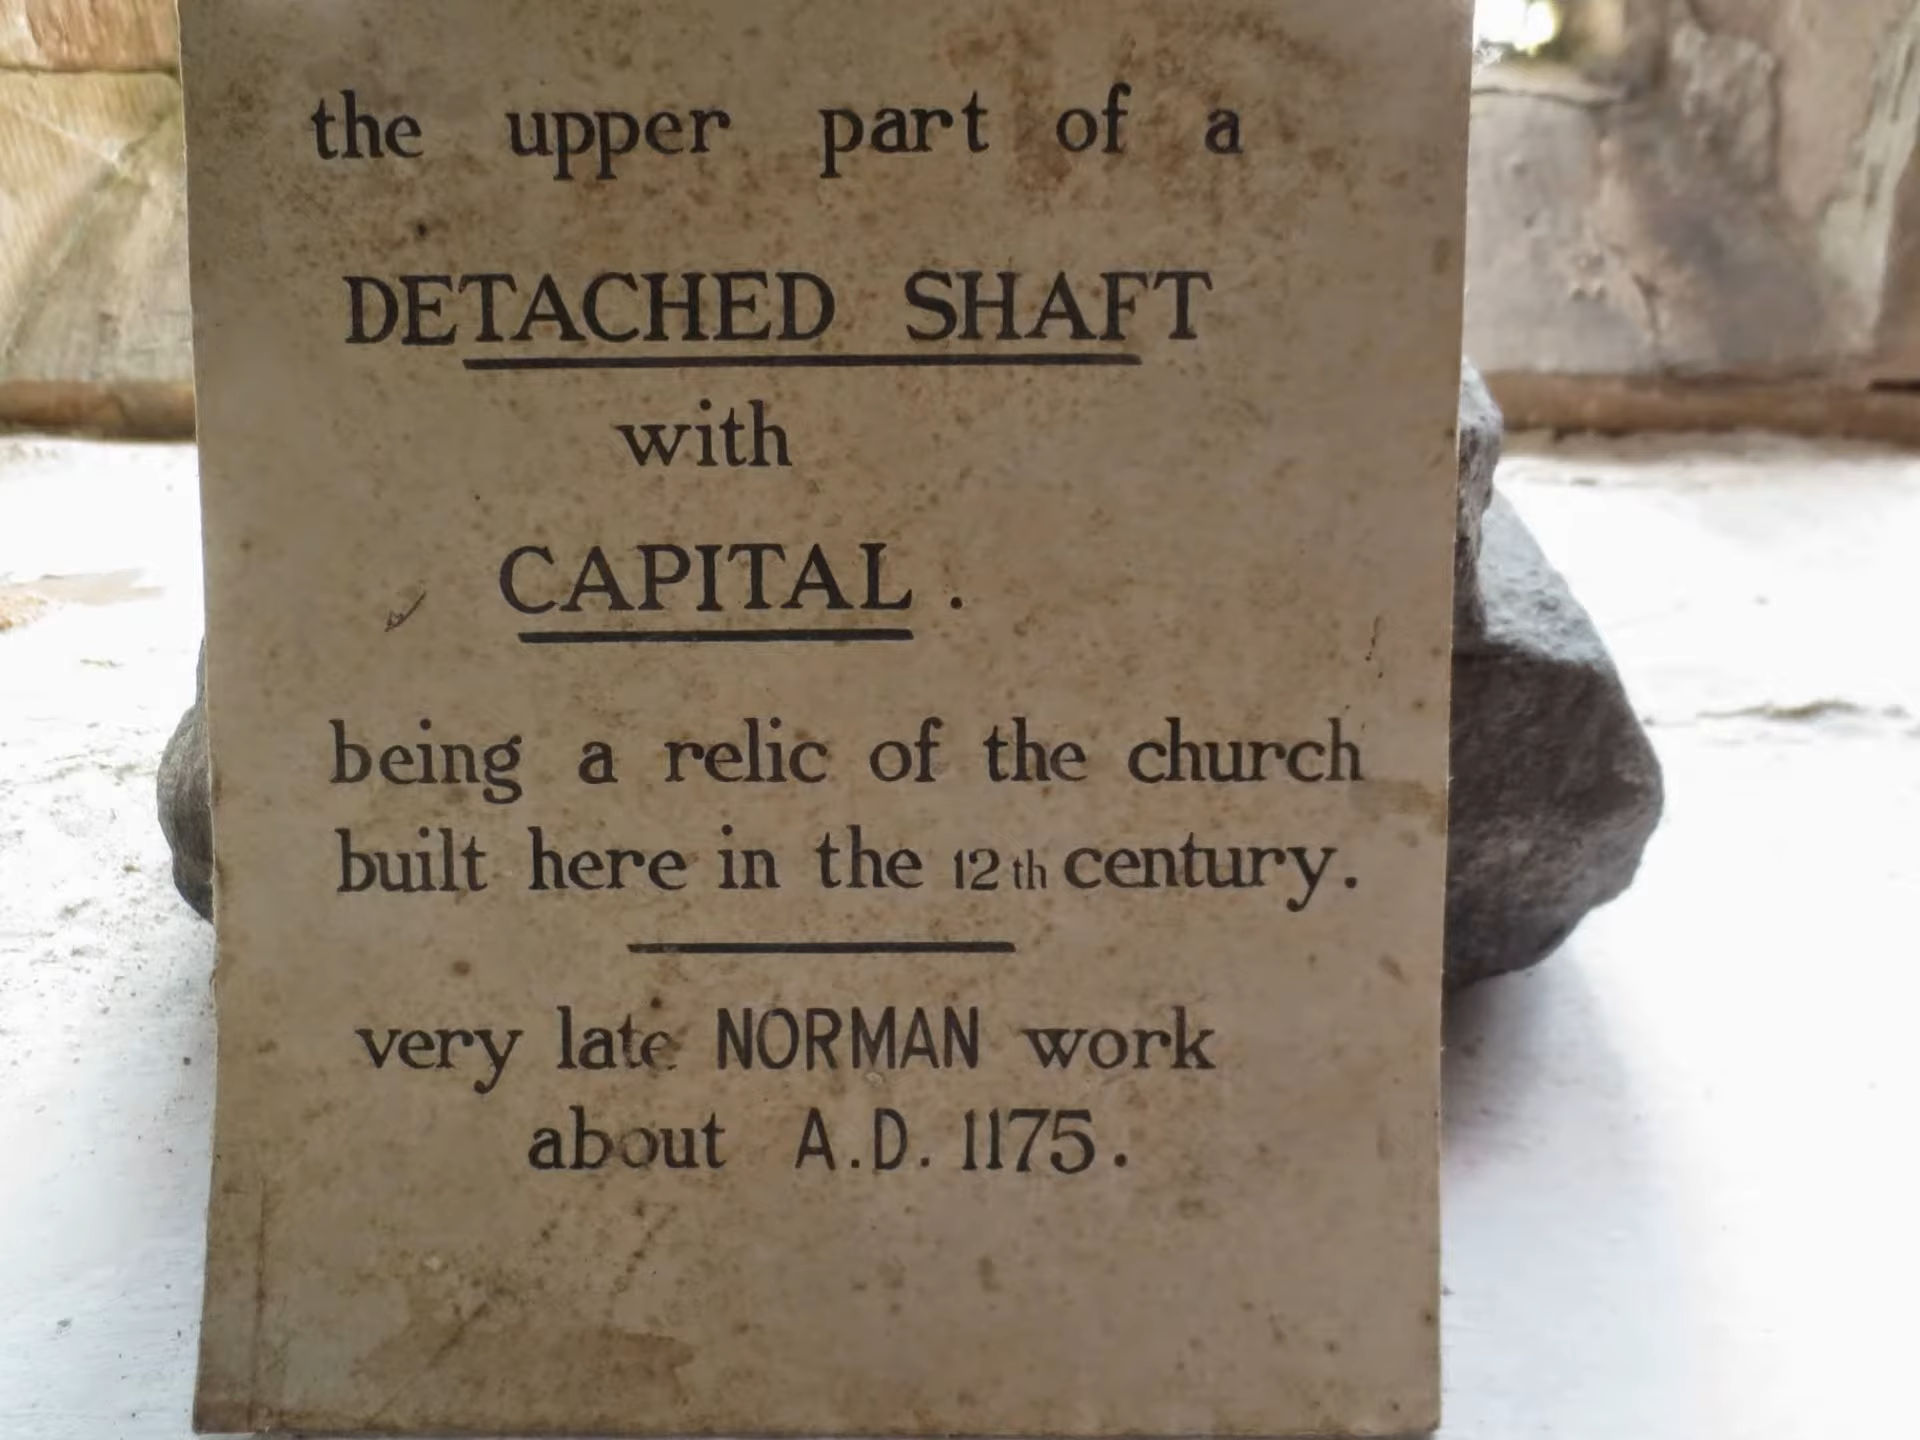 the upper part of a
DETACHED SHAFT
with
CAPITAL.
being a relic of the church
built here in the 12th century.
very late NORMAN work
about A.D. 1175.